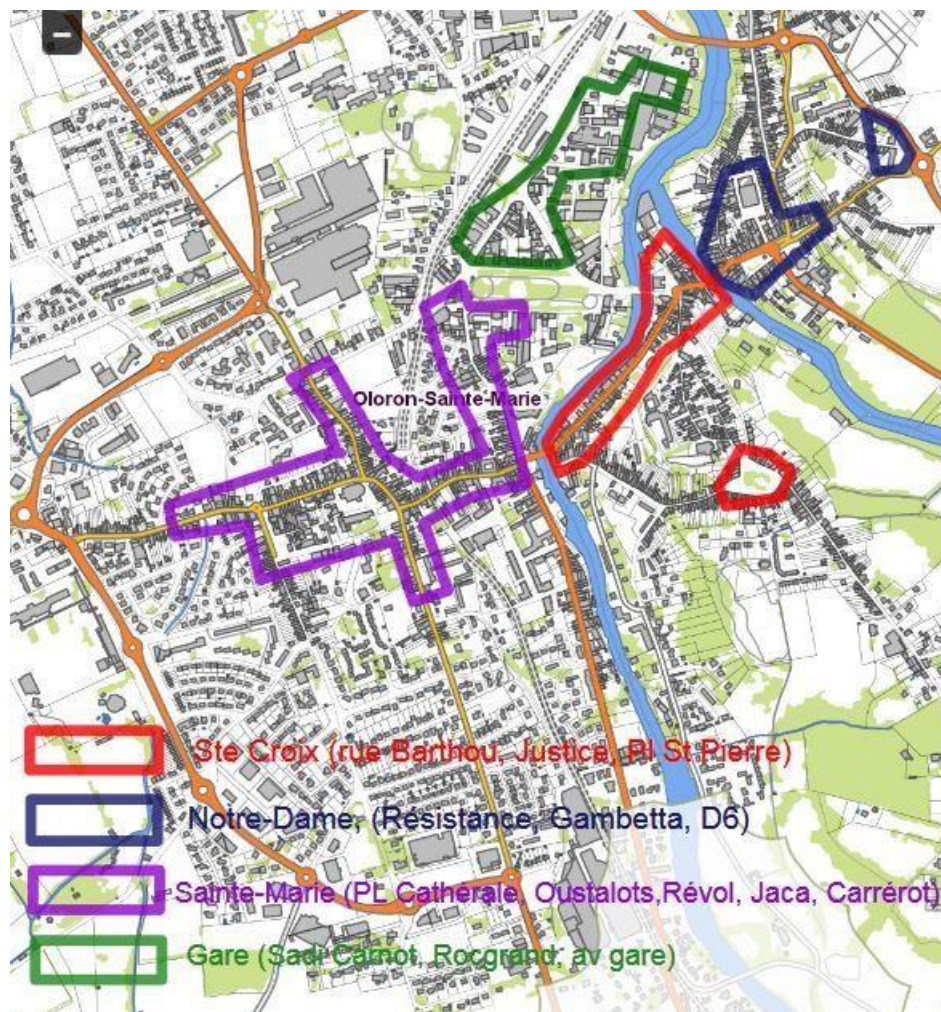 Oloron-Sainte-Marie
Ste Croix (rue Barthou, Justice, Pl St Pierre)
Notre-Dame, (Résistance, Gambetta, D6)
Sainte-Marie (PL Cathérale, Oustalots,Révol, Jaca, Carrérot)
Gare (Sadi Carnot, Rocgrand, av gare)